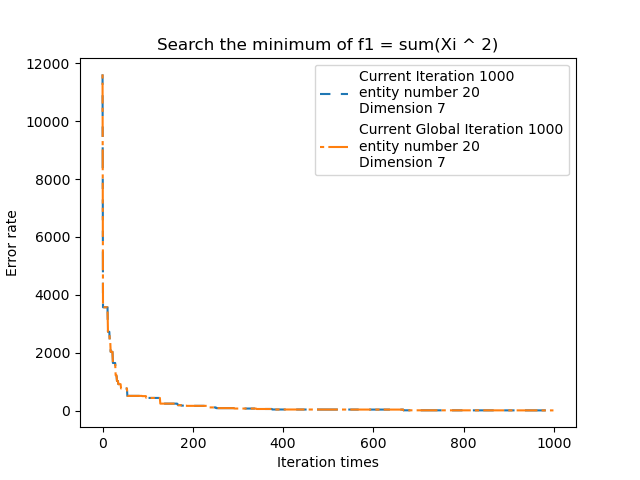 Search the minimum of f1 = sum(Xi ^ 2)
12000
10000
8000
6000
4000
2000
0
Error rate
Current Iteration 1000
entity number 20
Dimension 7
Current Global Iteration 1000
entity number 20
Dimension 7
0 200 400 600 800 1000
Iteration times